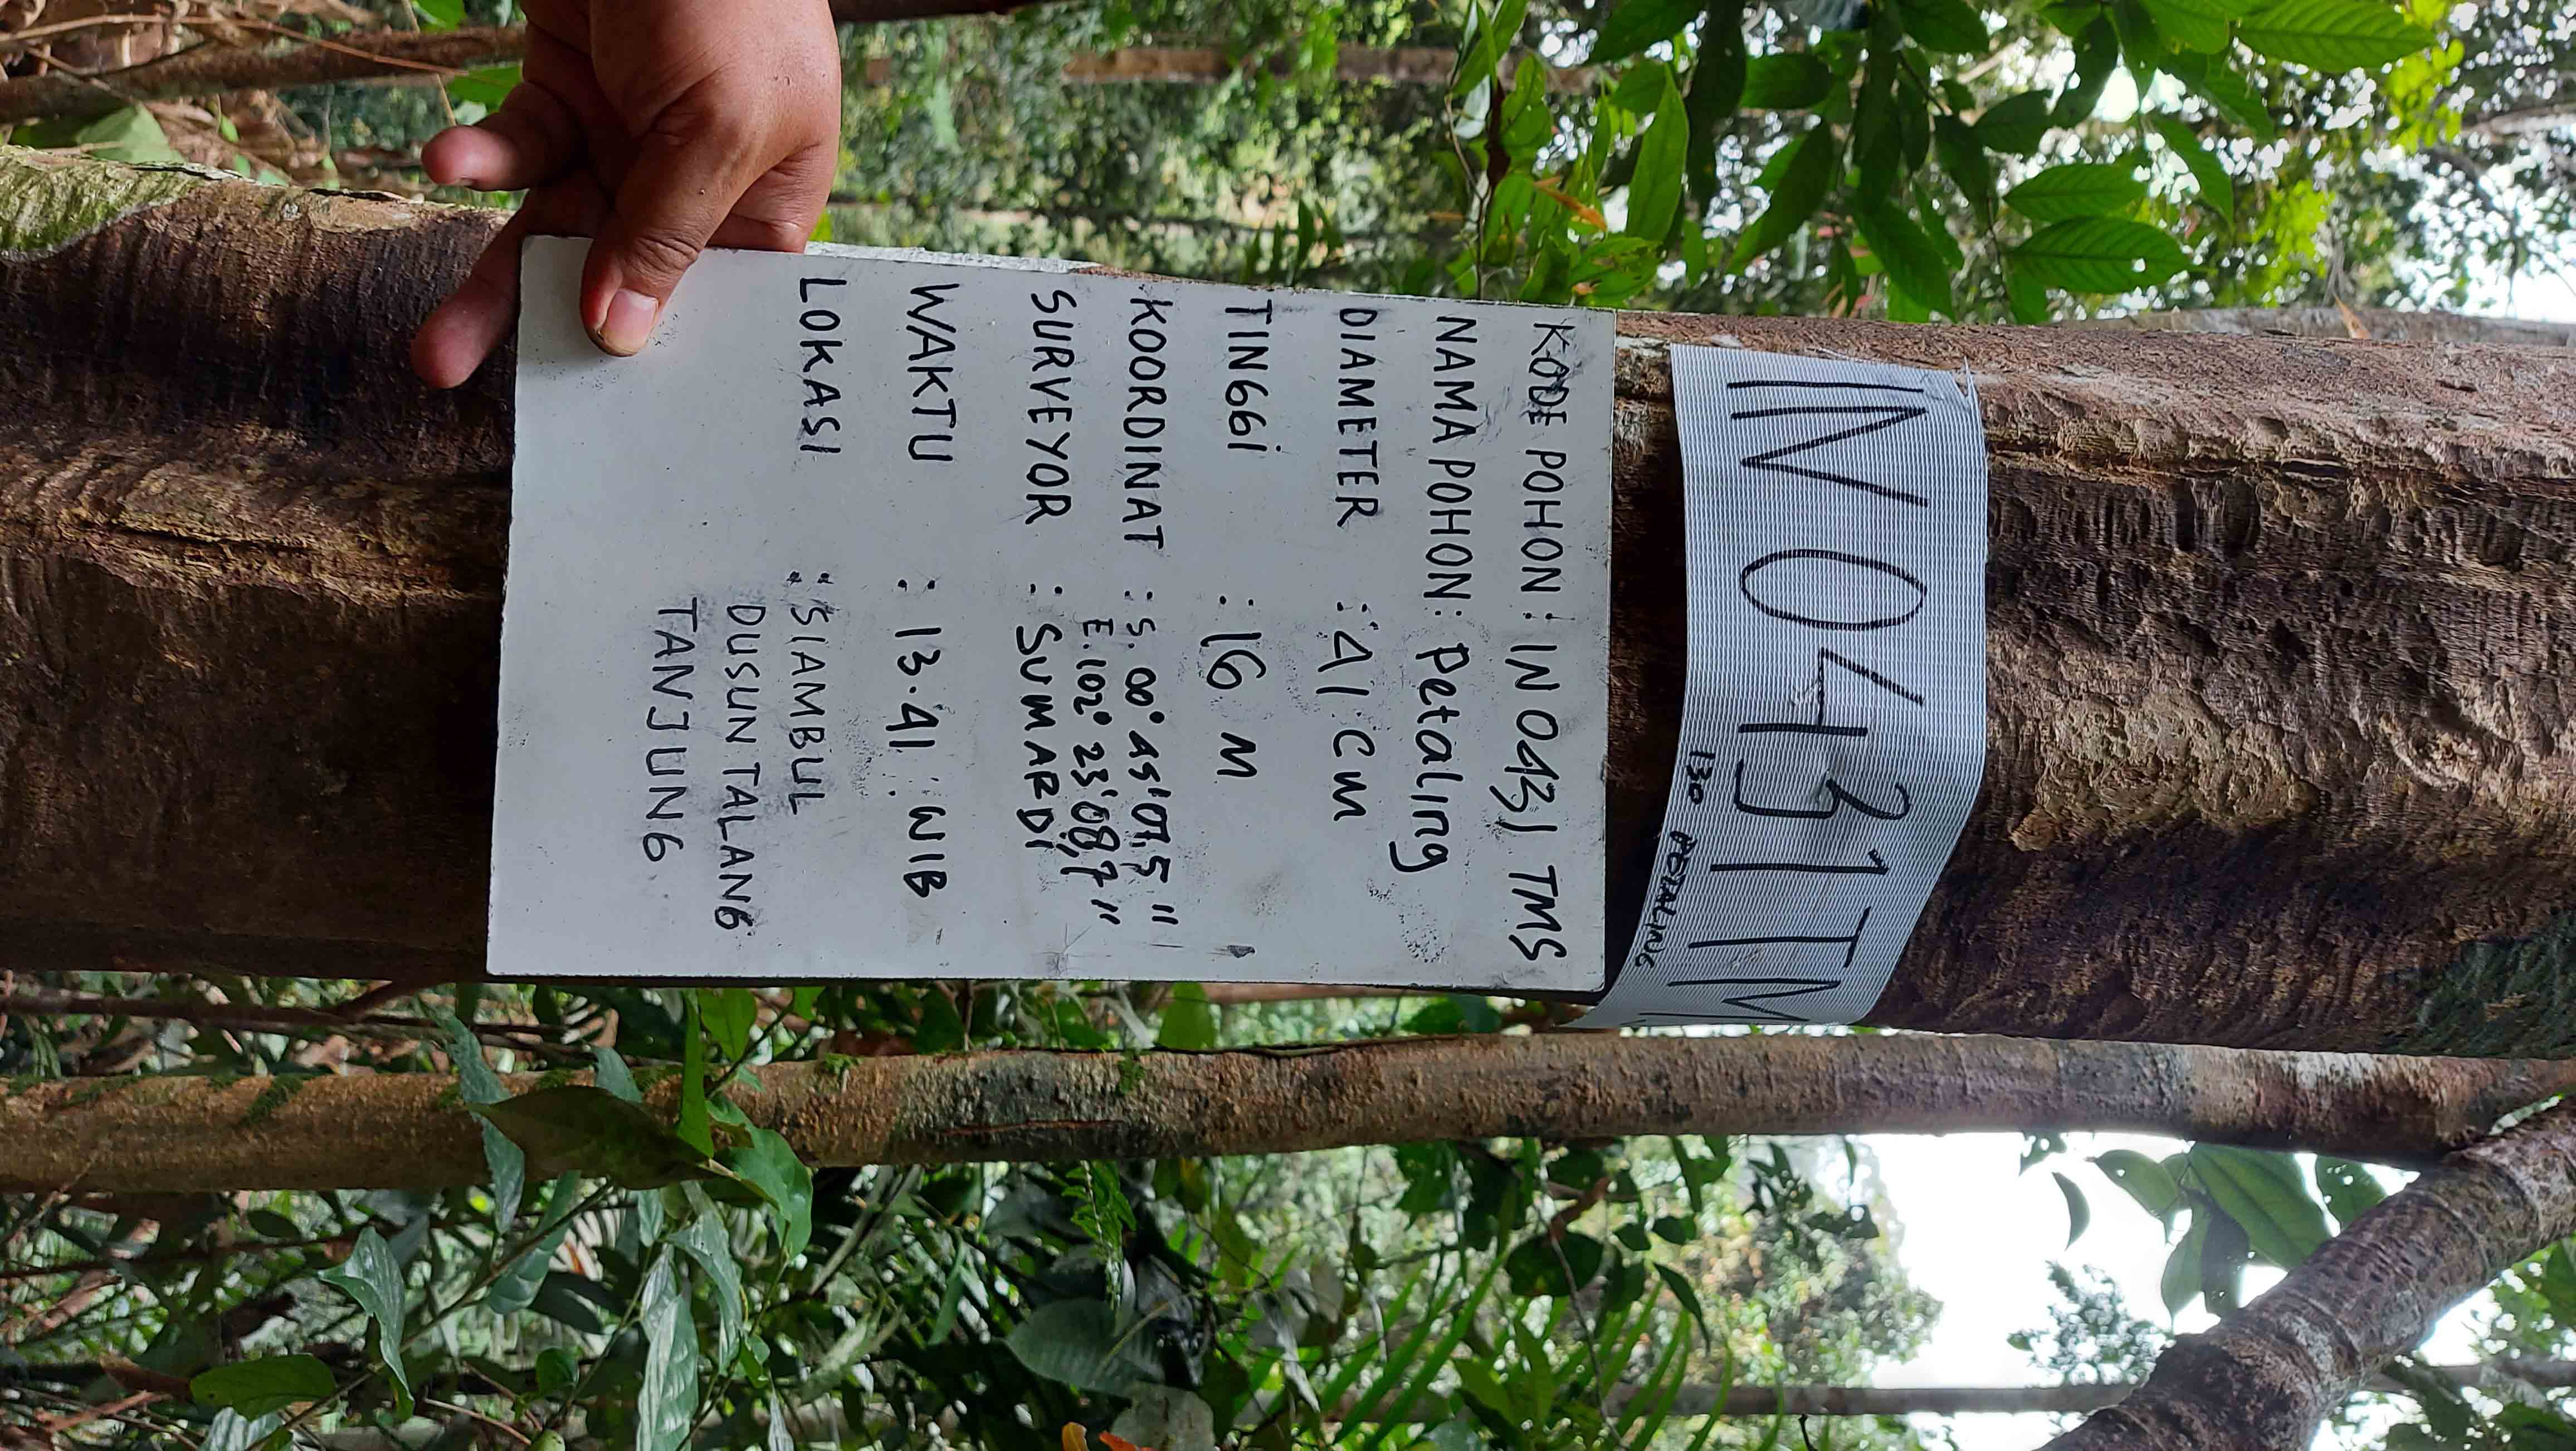 IN 0431 TM
130 PETALING
KODE POHON : IN 0431 TMS
NAMA POHON : Petaling
DIAMETER : 41 CM
TINGGi : 16 M
KOORDINAT : S. 00° 45' 07,5 "
E. 102° 23' 08,7 "
SURVEYOR : SUMARDi
WAKTU : 13.41 WIB
LOKASI : SIAMBUL
DUSUN TALANG
TANJUNG